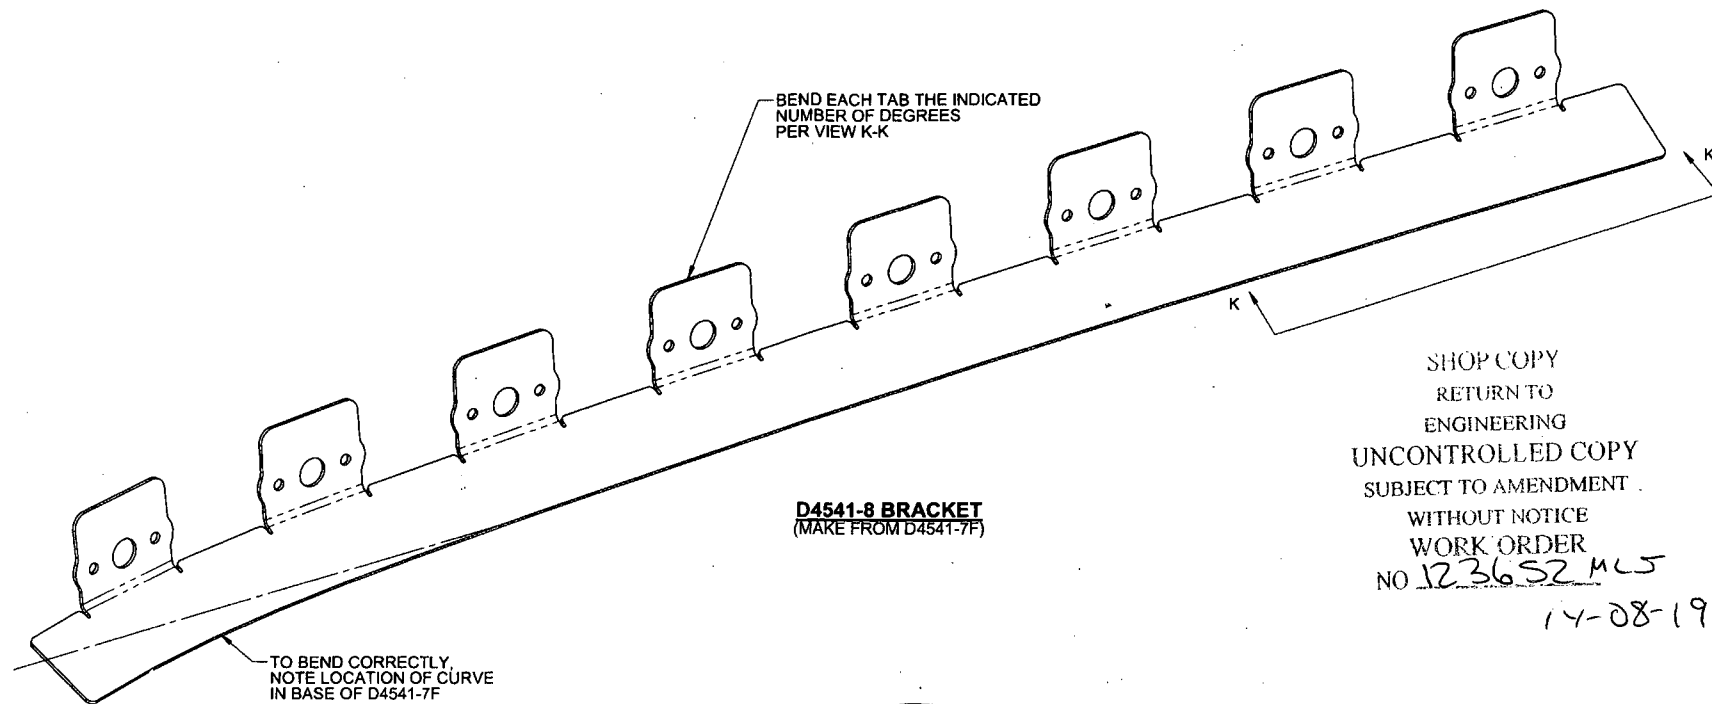 BEND EACH TAB THE INDICATED
NUMBER OF DEGREES
PER VIEW K-K
K
K
D4541-8 BRACKET
(MAKE FROM D4541-7F)
SHOP COPY
RETURN TO
ENGINEERING
UNCONTROLLED COPY
SUBJECT TO AMENDMENT
WITHOUT NOTICE
WORK ORDER
NO 123652 MLJ
14-08-19
TO BEND CORRECTLY,
NOTE LOCATION OF CURVE
IN BASE OF D4541-7F